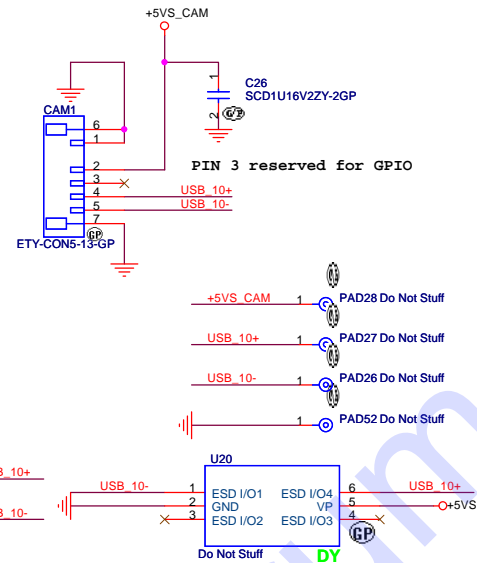 +5VS_CAM
1
C26
SCD1U16V2ZY-2GP
2
CAM1
6
1
2
PIN 3 reserved for GPIO
3
4 USB_10+
5 USB_10-
7
GP
ETY-CON5-13-GP
+5VS_CAM 1 PAD28 Do Not Stuff
USB_10+ 1 PAD27 Do Not Stuff
USB_10- 1 PAD26 Do Not Stuff
1 PAD52 Do Not Stuff
U20
B_10+
USB_10- 1 ESD I/O1 ESD I/O4 6 USB_10+
2 GND VP 5 +5VS
B_10- 3 ESD I/O2 ESD I/O3 4
GP
Do Not Stuff DY